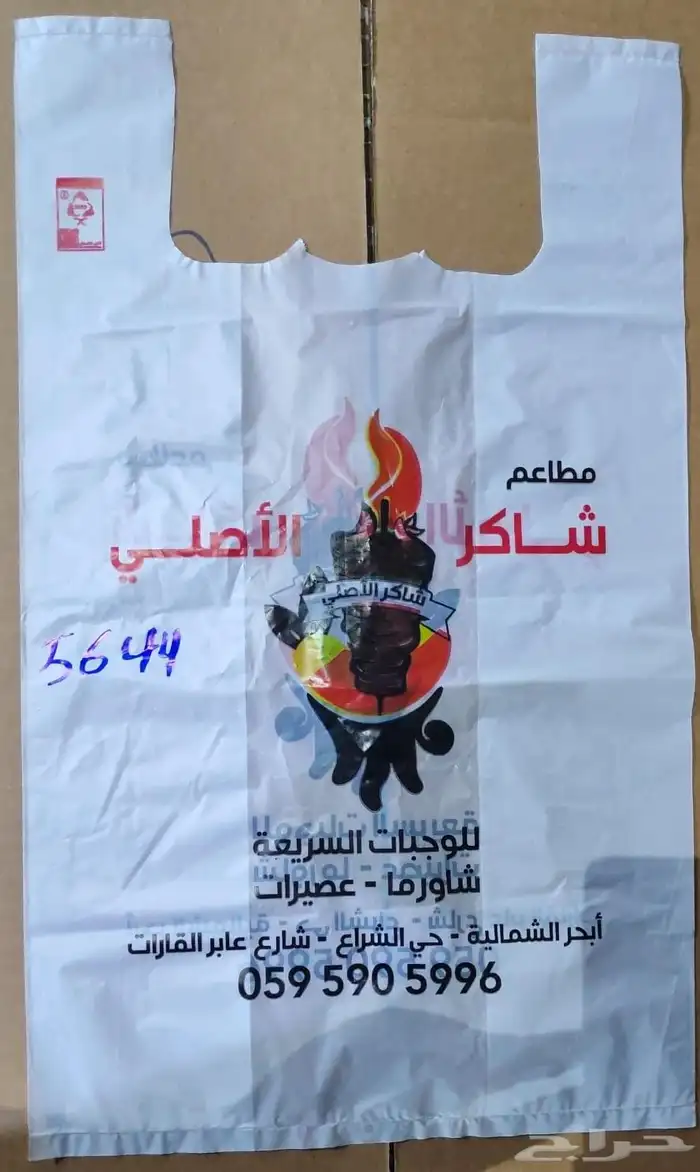 مطاعم
شاكر الأصلي
شاكر الأصلي
5644
للوجبات السريعة
شاورما - عصيرات
أبحر الشمالية - حي الشراع - شارع عابر القارات
059 590 5996
حراج